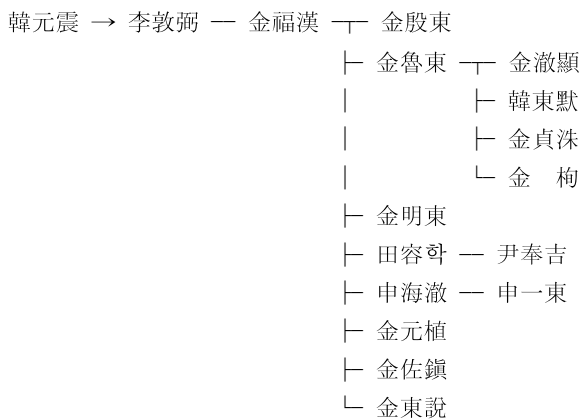 韓元震 → 李敦弼 ─ 金福漢 ─┬─ 金殷東
├─ 金魯東 ─┬─ 金澈顯
│ ├─ 韓東默
│ ├─ 金貞洙
│ └─ 金 栒
├─ 金明東
├─ 田容학 ─ 尹奉吉
├─ 申海澈 ─ 申一東
├─ 金元植
├─ 金佐鎭
└─ 金東說